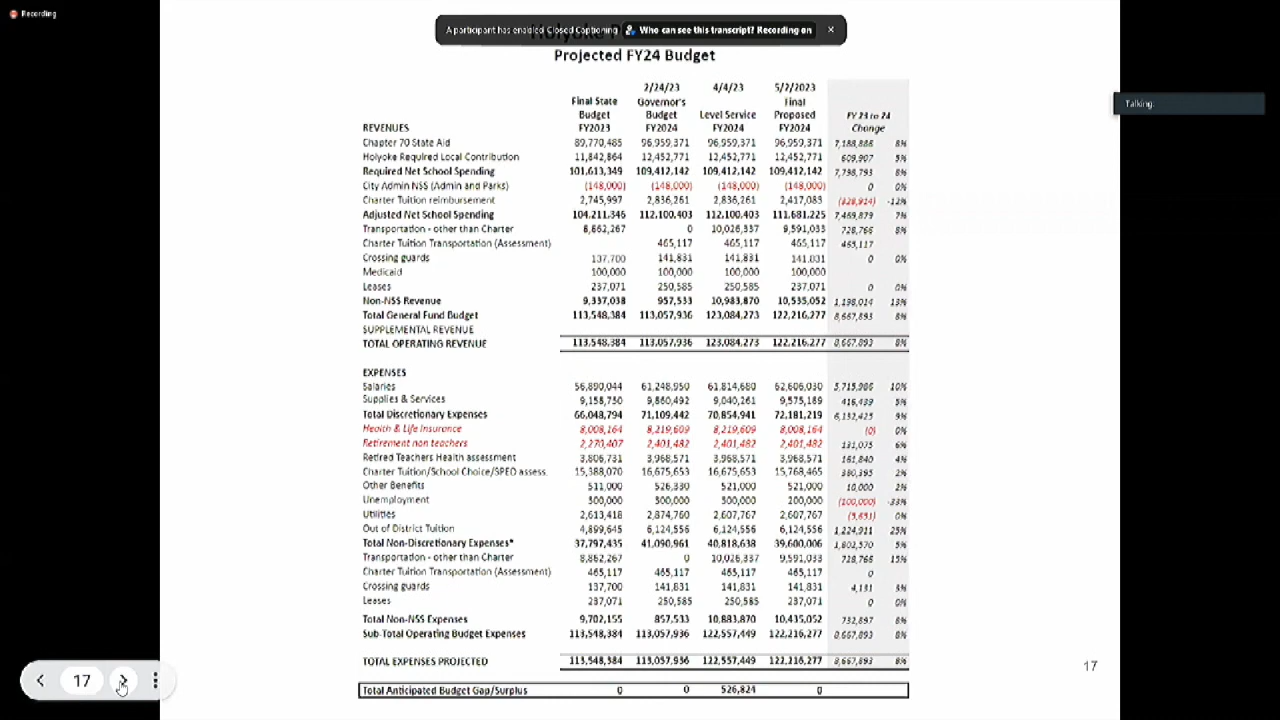 Recording
A participant has enabled Closed Captioning Who can see this transcript? Recording on ×
Projected FY24 Budget
2/24/23 4/4/23 5/2/2023
Final State Governor's Final
Budget Budget Level Service Proposed FY 23 to 24
REVENUES FY2023 FY2024 FY2024 FY2024 Change
Chapter 70 State Aid 89,770,485 96,959,371 96,959,371 96,959,371 7,188,886 8%
Holyoke Required Local Contribution 11,842,864 12,452,771 12,452,771 12,452,771 609,907 5%
Required Net School Spending 101,613,349 109,412,142 109,412,142 109,412,142 7,798,793 8%
City Admin NSS (Admin and Parks) (148,000) (148,000) (148,000) (148,000) 0 0%
Charter Tuition reimbursement 2,745,997 2,836,261 2,836,261 2,417,083 (328,914) -12%
Adjusted Net School Spending 104,211,346 112,100,403 112,100,403 111,681,225 7,469,879 7%
Transportation - other than Charter 8,862,267 0 10,026,337 9,591,033 728,766 8%
Charter Tuition Transportation (Assessment) 465,117 465,117 465,117 465,117
Crossing guards 137,700 141,831 141,831 141,831 0 0%
Medicaid 100,000 100,000 100,000 100,000
Leases 237,071 250,585 250,585 237,071 0 0%
Non-NSS Revenue 9,337,038 957,533 10,983,870 10,535,052 1,198,014 13%
Total General Fund Budget 113,548,384 113,057,936 123,084,273 122,216,277 8,667,893 8%
SUPPLEMENTAL REVENUE
TOTAL OPERATING REVENUE 113,548,384 113,057,936 123,084,273 122,216,277 8,667,893 8%
EXPENSES
Salaries 56,890,044 61,248,950 61,814,680 62,606,030 5,715,986 10%
Supplies & Services 9,158,750 9,860,492 9,040,261 9,575,189 416,439 5%
Total Discretionary Expenses 66,048,794 71,109,442 70,854,941 72,181,219 6,132,425 9%
Health & Life Insurance 8,008,164 8,219,609 8,219,609 8,008,164 (0) 0%
Retirement non teachers 2,270,407 2,401,482 2,401,482 2,401,482 131,075 6%
Retired Teachers Health assessment 3,806,731 3,968,571 3,968,571 3,968,571 161,840 4%
Charter Tuition/School Choice/SPED assess. 15,388,070 16,675,653 16,675,653 15,768,465 380,395 2%
Other Benefits 511,000 526,330 521,000 521,000 10,000 2%
Unemployment 300,000 300,000 300,000 200,000 (100,000) -33%
Utilities 2,613,418 2,874,760 2,607,767 2,607,767 (5,651) 0%
Out of District Tuition 4,899,645 6,124,556 6,124,556 6,124,556 1,224,911 25%
Total Non-Discretionary Expenses* 37,797,435 41,090,961 40,818,638 39,600,006 1,802,570 5%
Transportation - other than Charter 8,862,267 0 10,026,337 9,591,033 728,766 15%
Charter Tuition Transportation (Assessment) 465,117 465,117 465,117 465,117 0
Crossing guards 137,700 141,831 141,831 141,831 4,131 3%
Leases 237,071 250,585 250,585 237,071 0 0%
Total Non-NSS Expenses 9,702,155 857,533 10,883,870 10,435,052 732,897 8%
Sub-Total Operating Budget Expenses 113,548,384 113,057,936 122,557,449 122,216,277 8,667,893 8%
TOTAL EXPENSES PROJECTED 113,548,384 113,057,936 122,557,449 122,216,277 8,667,893 8%
Total Anticipated Budget Gap/Surplus 0 0 526,824 0
Talking:
17
17